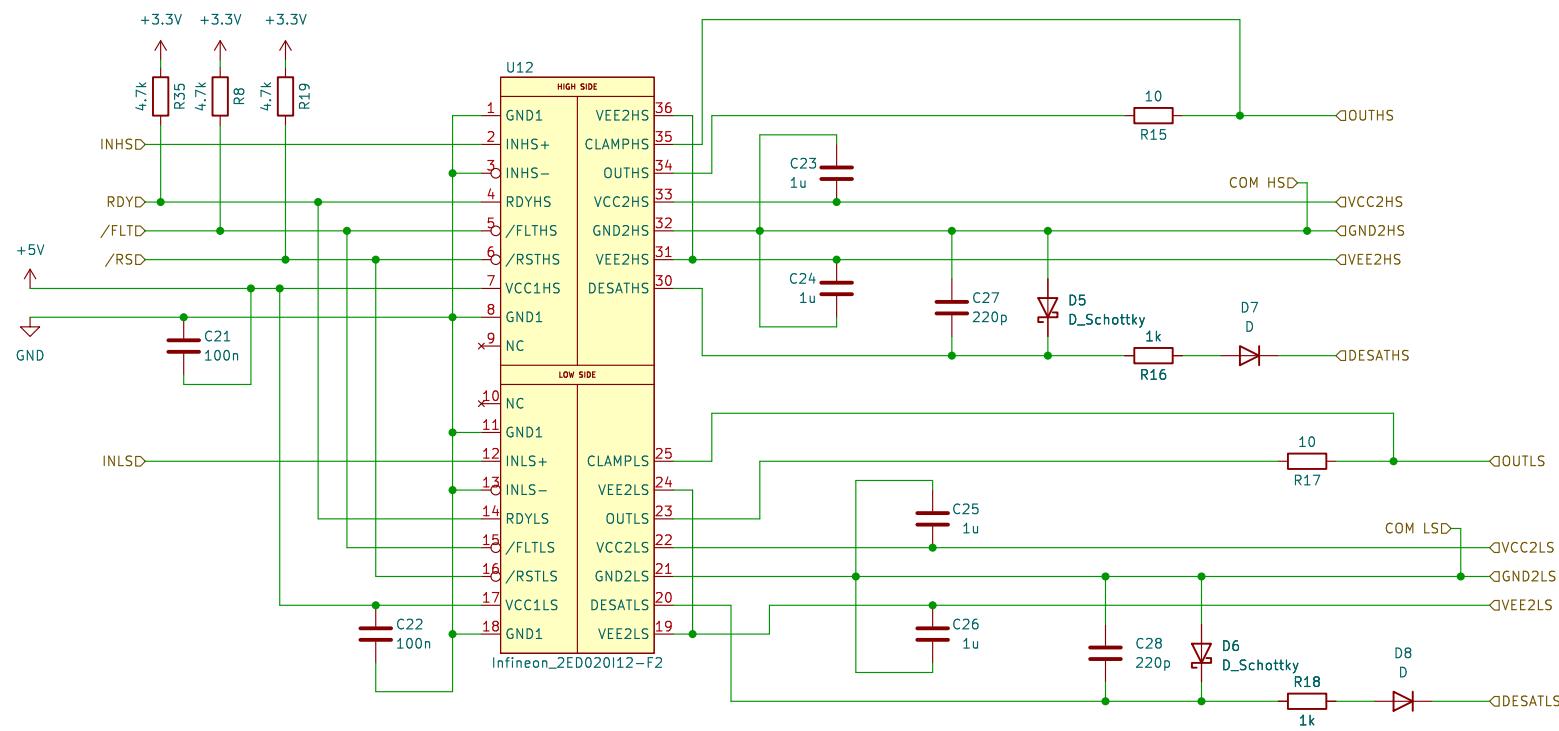 +3.3V +3.3V +3.3V
4.7k R35 4.7k R8 4.7k R19
U12
HIGH SIDE
1 GND1 VEE2HS 36
2 INHS+ CLAMPHS 35
3 INHS- OUTHS 34
4 RDYHS VCC2HS 33
5 /FLTHS GND2HS 32
6 /RSTHS VEE2HS 31
7 VCC1HS DESATHS 30
8 GND1
9 NC
LOW SIDE
10 NC
11 GND1
12 INLS+ CLAMPLS 25
13 INLS- VEE2LS 24
14 RDYLS OUTLS 23
15 /FLTLS VCC2LS 22
16 /RSTLS GND2LS 21
17 VCC1LS DESATLS 20
18 GND1 VEE2LS 19
Infineon_2ED020I12-F2
INHS
RDY
/FLT
/RS
+5V
GND
C21
100n
INLS
C22
100n
10
R15
OUTHS
C23
1u
COM HS
VCC2HS
GND2HS
VEE2HS
C24
1u
C27
220p
D5
D_Schottky
1k
R16
D7
D
DESATHS
10
R17
OUTLS
C25
1u
COM LS
VCC2LS
GND2LS
VEE2LS
C26
1u
C28
220p
D6
D_Schottky
R18
1k
D8
D
DESATLS